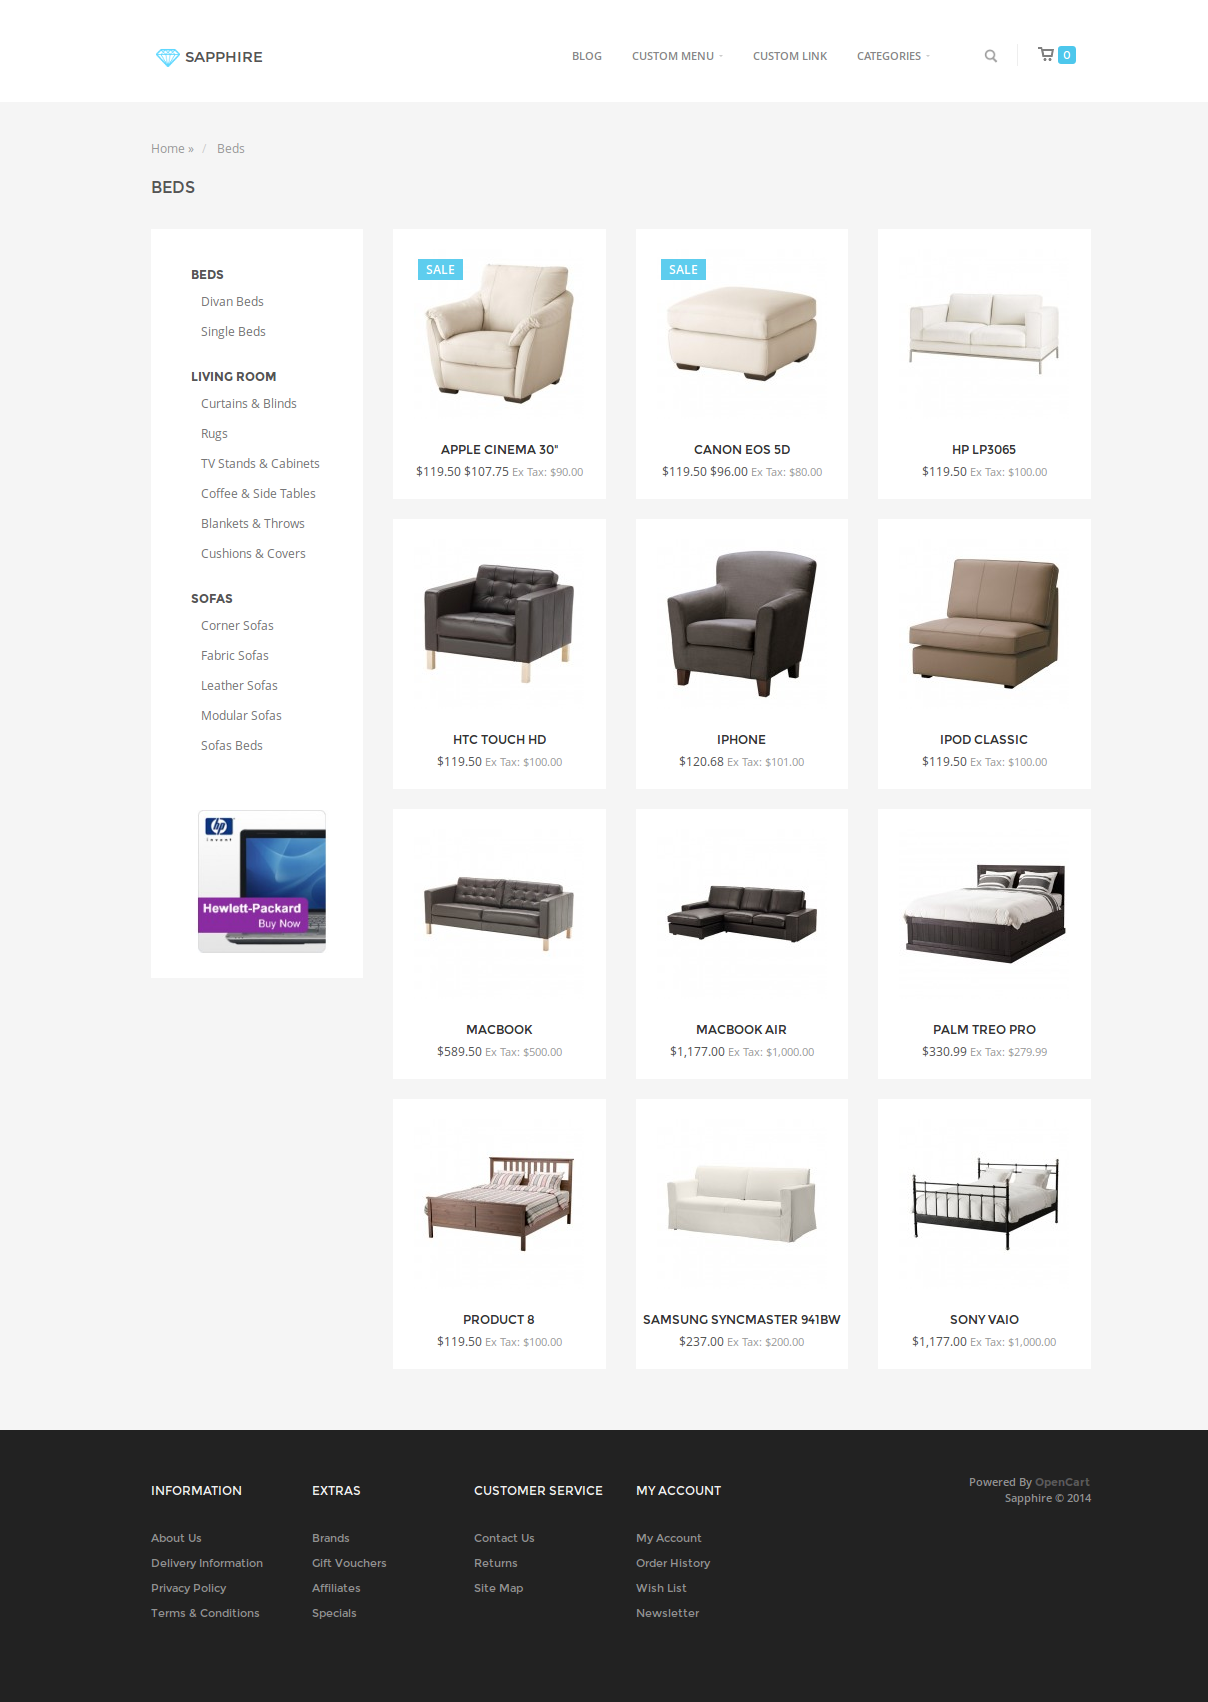 SAPPHIRE
BLOG CUSTOM MENU CUSTOM LINK CATEGORIES 0
Home » / Beds
BEDS
BEDS
Divan Beds
Single Beds
LIVING ROOM
Curtains & Blinds
Rugs
TV Stands & Cabinets
Coffee & Side Tables
Blankets & Throws
Cushions & Covers
SOFAS
Corner Sofas
Fabric Sofas
Leather Sofas
Modular Sofas
Sofas Beds
hp
invent
Hewlett-Packard
Buy Now
SALE
APPLE CINEMA 30"
$119.50 $107.75 Ex Tax: $90.00
SALE
CANON EOS 5D
$119.50 $96.00 Ex Tax: $80.00
HP LP3065
$119.50 Ex Tax: $100.00
HTC TOUCH HD
$119.50 Ex Tax: $100.00
IPHONE
$120.68 Ex Tax: $101.00
IPOD CLASSIC
$119.50 Ex Tax: $100.00
MACBOOK
$589.50 Ex Tax: $500.00
MACBOOK AIR
$1,177.00 Ex Tax: $1,000.00
PALM TREO PRO
$330.99 Ex Tax: $279.99
PRODUCT 8
$119.50 Ex Tax: $100.00
SAMSUNG SYNCMASTER 941BW
$237.00 Ex Tax: $200.00
SONY VAIO
$1,177.00 Ex Tax: $1,000.00
INFORMATION
About Us
Delivery Information
Privacy Policy
Terms & Conditions
EXTRAS
Brands
Gift Vouchers
Affiliates
Specials
CUSTOMER SERVICE
Contact Us
Returns
Site Map
MY ACCOUNT
My Account
Order History
Wish List
Newsletter
Powered By OpenCart
Sapphire © 2014